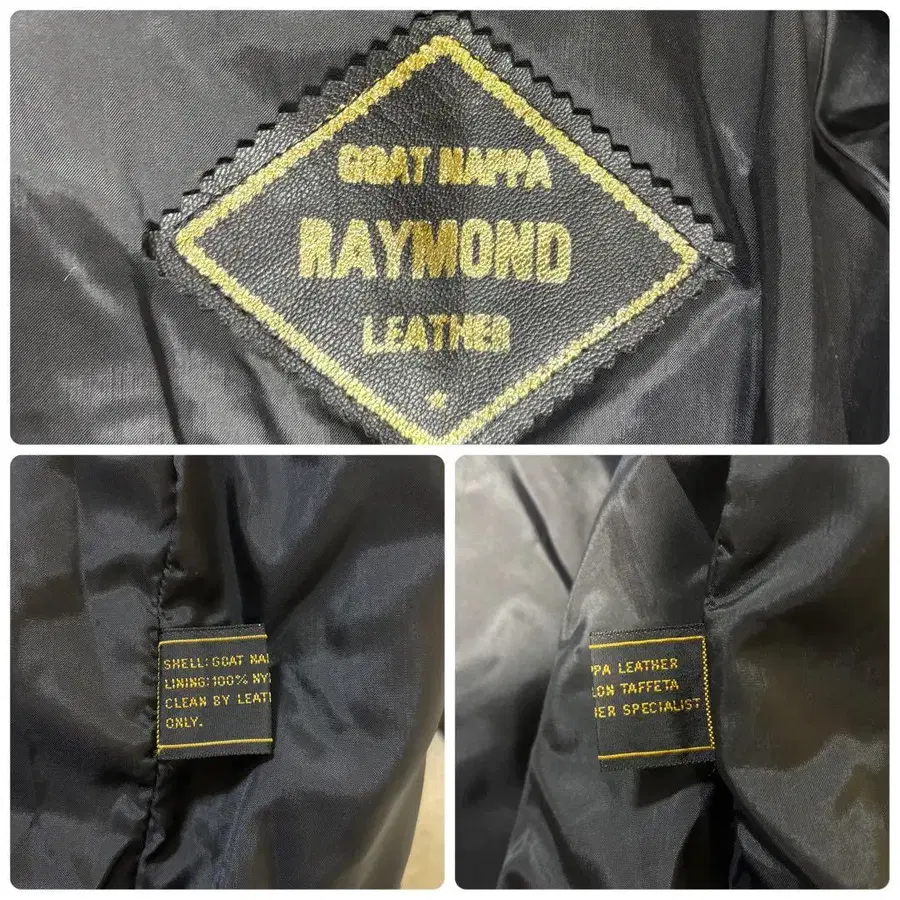 GOAT NAPPA
RAYMOND
LEATHER
SHELL: GOAT NA
LINING: 100% NY
CLEAN BY LEAT
ONLY.
PPA LEATHER
LON TAFFETA
HER SPECIALIST